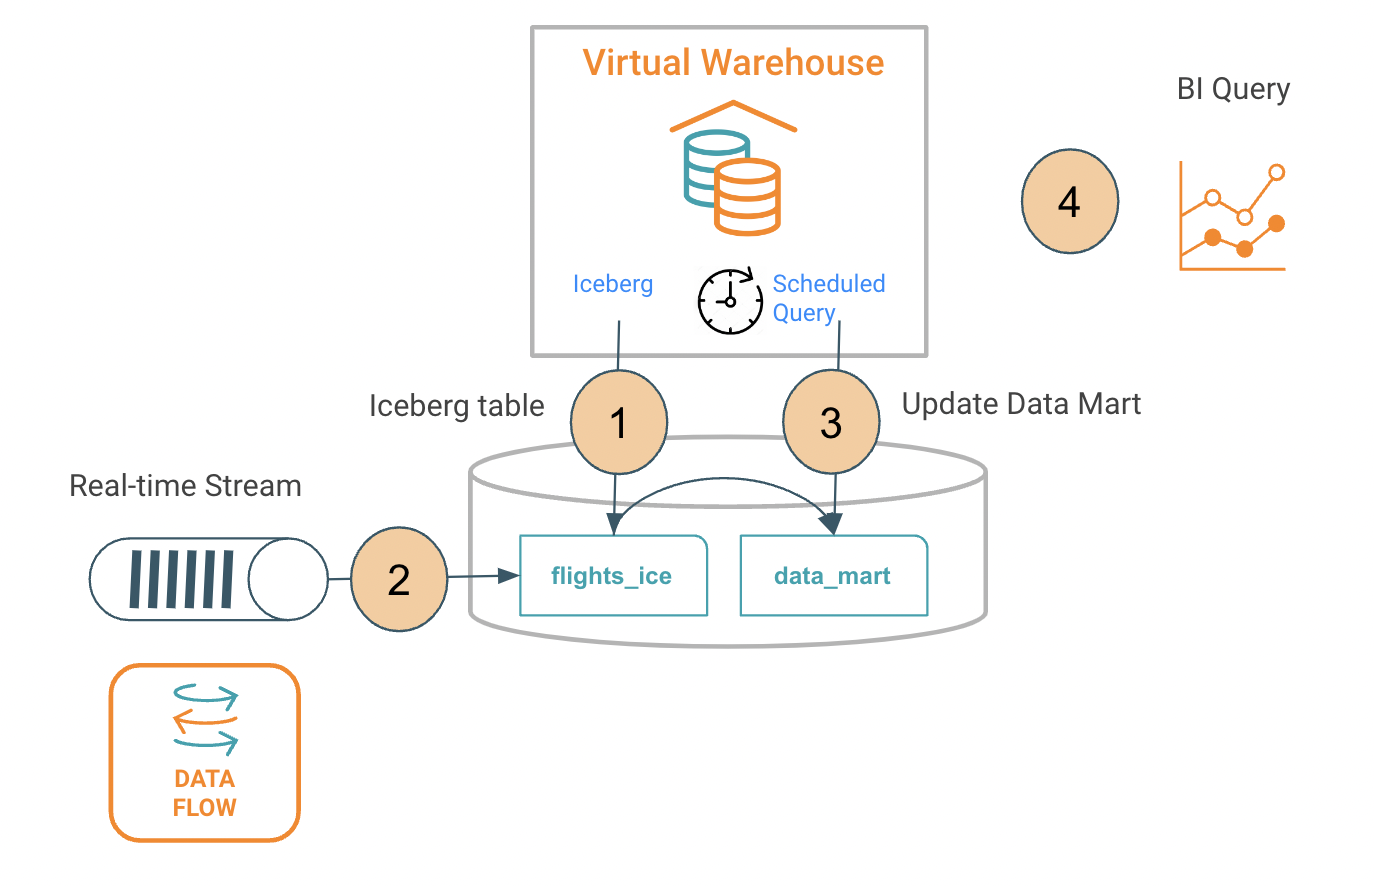 Virtual Warehouse
BI Query
4
Iceberg
Scheduled
Query
Iceberg table
1
3
Update Data Mart
Real-time Stream
2
flights_ice
data_mart
DATA
FLOW